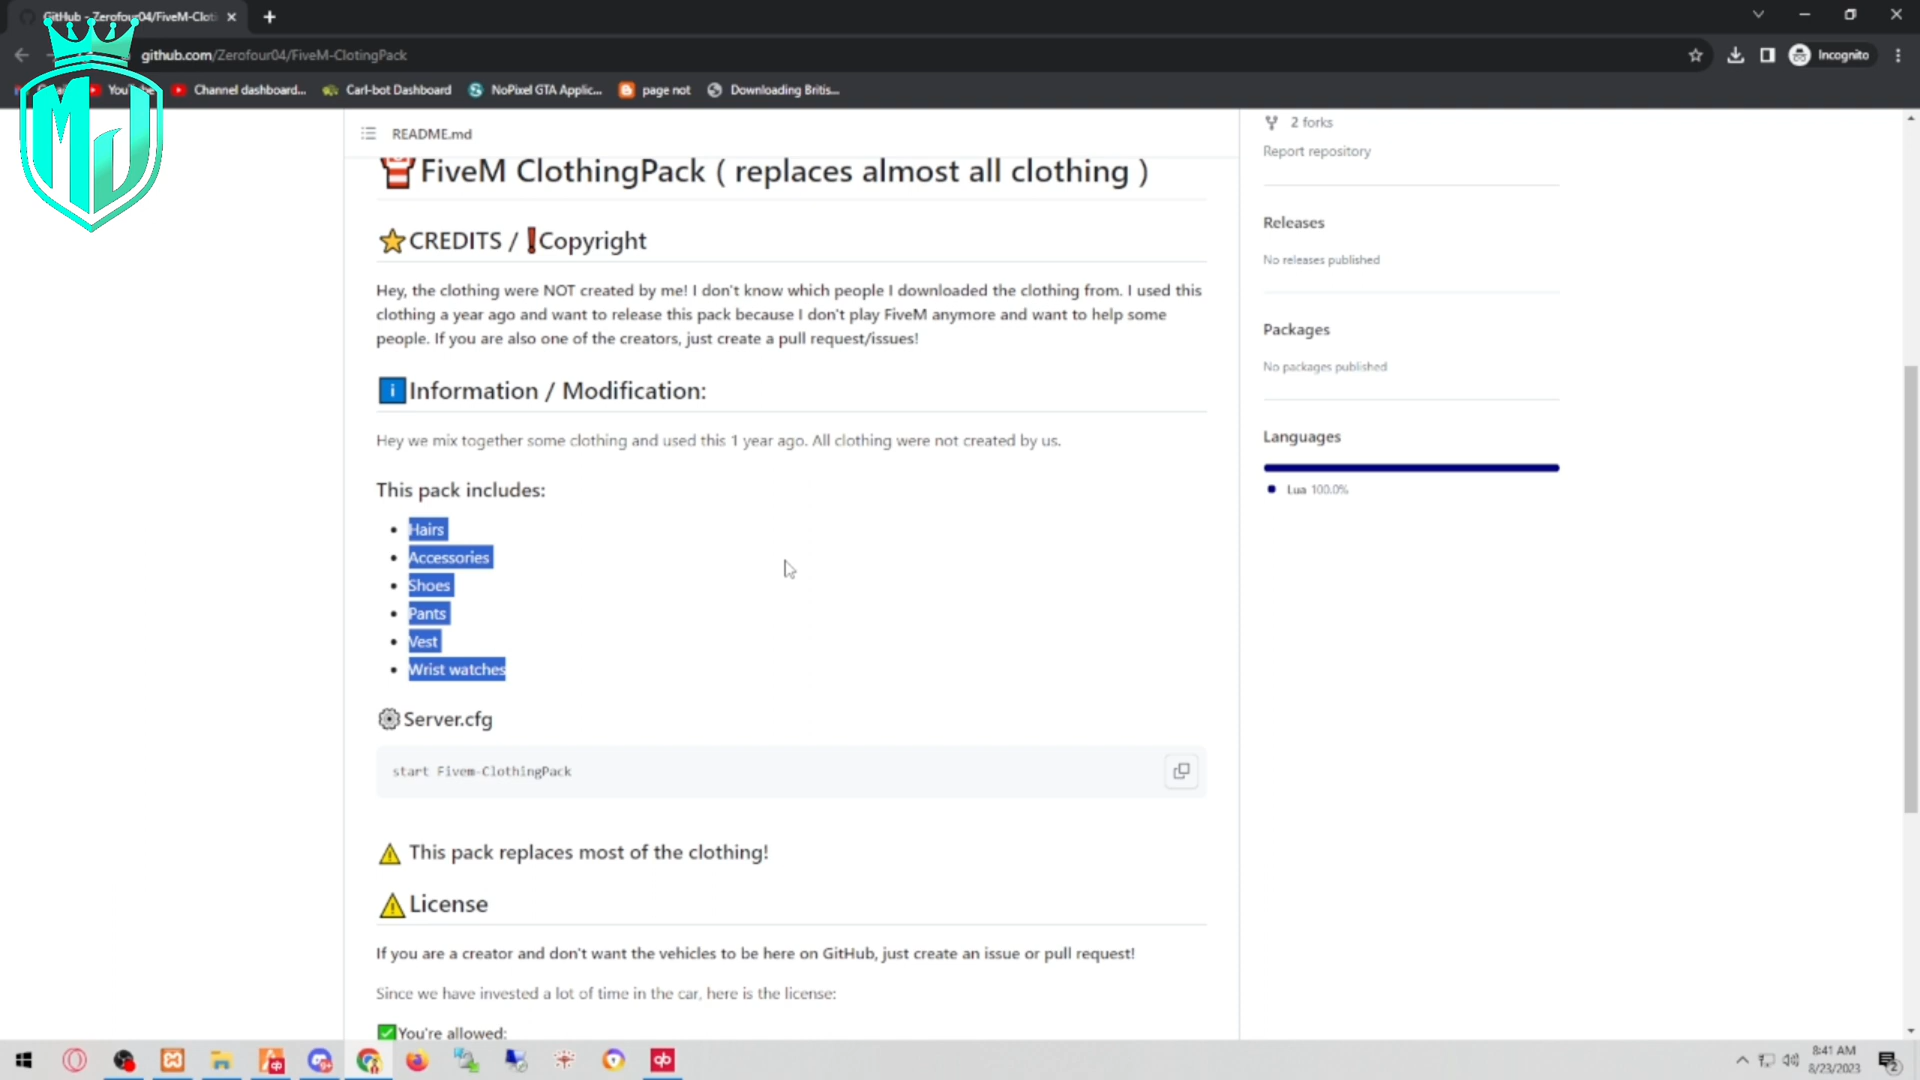 GitHub - Zerofour04/FiveM-Cloti
github.com/Zerofour04/FiveM-ClotingPack
Incognito
YouTube
Channel dashboard...
Carl-bot Dashboard
NoPixel GTA Applic...
page not
Downloading Britis...
MJ
README.md
FiveM ClothingPack ( replaces almost all clothing )
CREDITS / ❗Copyright
Hey, the clothing were NOT created by me! I don't know which people I downloaded the clothing from. I used this
clothing a year ago and want to release this pack because I don't play FiveM anymore and want to help some
people. If you are also one of the creators, just create a pull request/issues!
Information / Modification:
Hey we mix together some clothing and used this 1 year ago. All clothing were not created by us.
This pack includes:
Hairs
Accessories
Shoes
Pants
Vest
Wrist watches
Server.cfg
start Fivem-ClothingPack
This pack replaces most of the clothing!
License
If you are a creator and don't want the vehicles to be here on GitHub, just create an issue or pull request!
Since we have invested a lot of time in the car, here is the license:
You're allowed:
2 forks
Report repository
Releases
No releases published
Packages
No packages published
Languages
Lua 100.0%
8:41 AM
8/23/2023
2